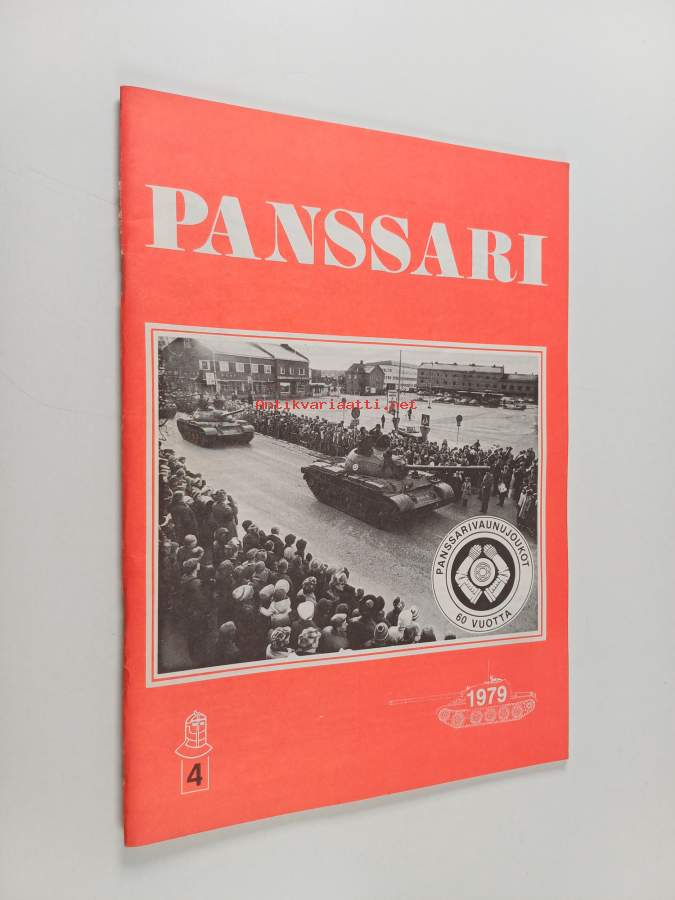 PANSSARI
Antikvariaatti.net
PANSSARIVAUNUJOUKOT
60 VUOTTA
1979
4